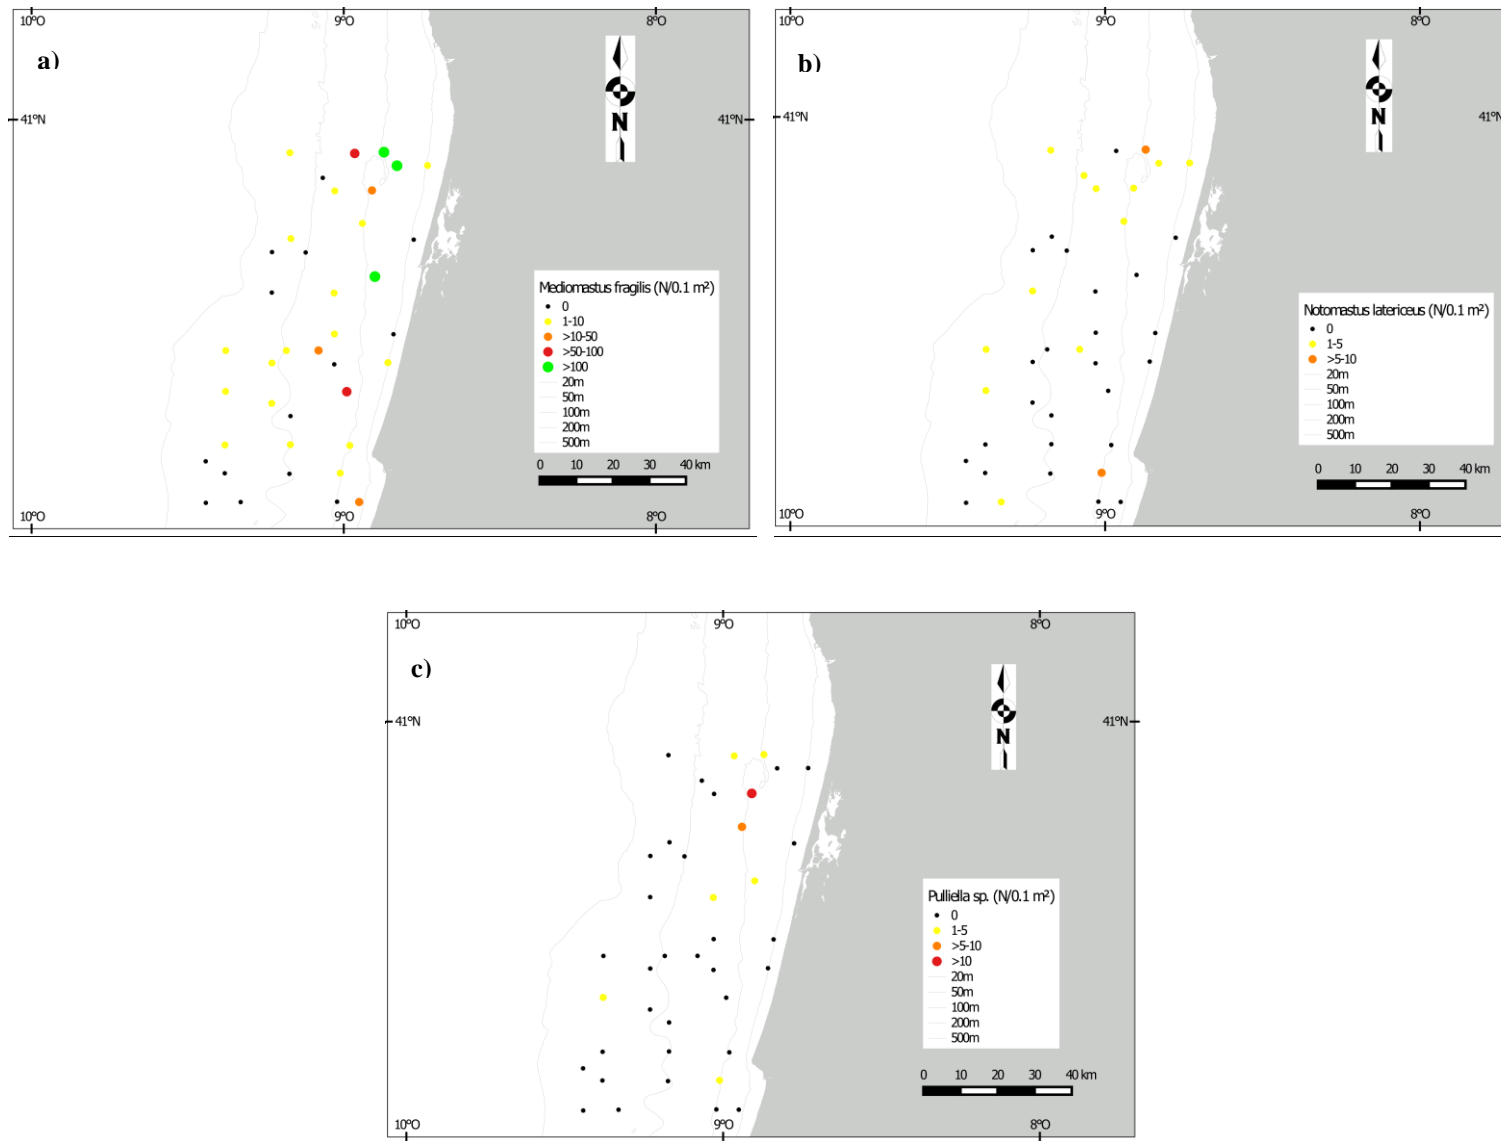 10ºO 9ºO 8ºO
a)
41ºN 41ºN
N
Mediomastus fragilis (N/0.1 m²)
0
1-10
>10-50
>50-100
>100
20m
50m
100m
200m
500m
0 10 20 30 40 km
10ºO 9ºO 8ºO
10ºO 9ºO 8ºO
b)
41ºN 41ºN
N
Notomastus latericeus (N/0.1 m²)
0
1-5
>5-10
20m
50m
100m
200m
500m
0 10 20 30 40 km
10ºO 9ºO 8ºO
10ºO 9ºO 8ºO
c)
41ºN 41ºN
N
Pulliella sp. (N/0.1 m²)
0
1-5
>5-10
>10
20m
50m
100m
200m
500m
0 10 20 30 40 km
10ºO 9ºO 8ºO